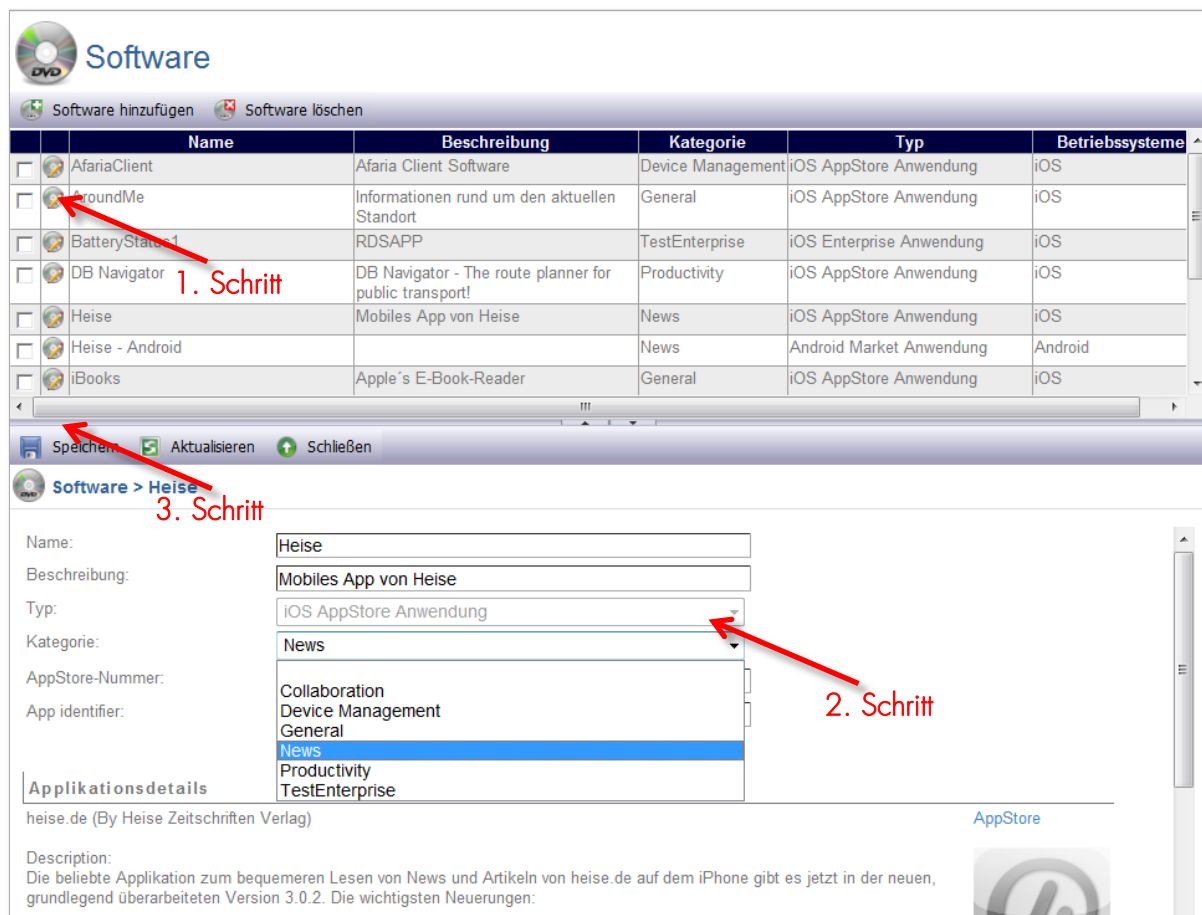 DVD
Software
Software hinzufügen Software löschen
Name Beschreibung Kategorie Typ Betriebssysteme
AfariaClient Afaria Client Software Device Management iOS AppStore Anwendung iOS
AroundMe Informationen rund um den aktuellen General iOS AppStore Anwendung iOS
Standort
BatteryStatus1 RDSAPP TestEnterprise iOS Enterprise Anwendung iOS
DB Navigator DB Navigator - The route planner for Productivity iOS AppStore Anwendung iOS
public transport!
1. Schritt
Heise Mobiles App von Heise News iOS AppStore Anwendung iOS
Heise - Android News Android Market Anwendung Android
iBooks Apple´s E-Book-Reader General iOS AppStore Anwendung iOS
Speichern Aktualisieren Schließen
DVD
Software > Heise
3. Schritt
Name: Heise
Beschreibung: Mobiles App von Heise
Typ: iOS AppStore Anwendung
Kategorie: News
AppStore-Nummer:
App identifier:
Collaboration
Device Management
General
News
Productivity
TestEnterprise
2. Schritt
Applikationsdetails
heise.de (By Heise Zeitschriften Verlag) AppStore
Description:
Die beliebte Applikation zum bequemeren Lesen von News und Artikeln von heise.de auf dem iPhone gibt es jetzt in der neuen,
grundlegend überarbeiteten Version 3.0.2. Die wichtigsten Neuerungen: